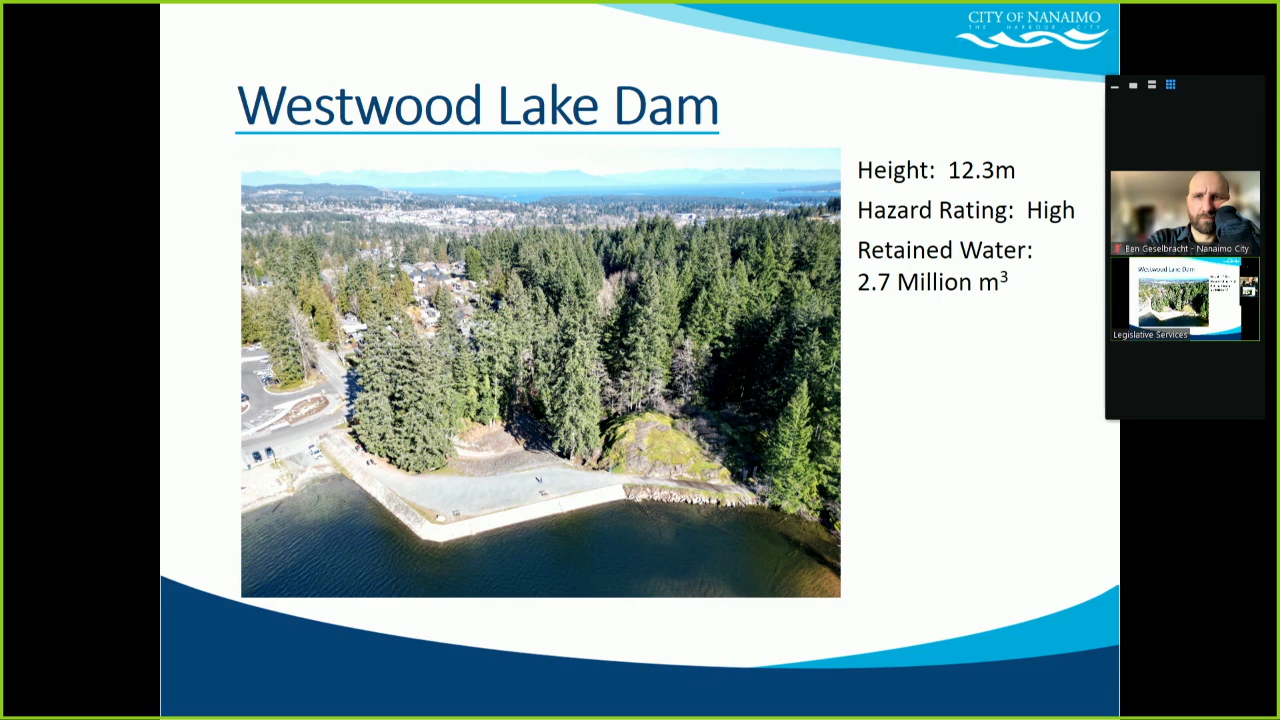 CITY OF NANAIMO
THE HARBOUR CITY
Westwood Lake Dam
Height: 12.3m
Hazard Rating: High
Retained Water:
2.7 Million m³
Ben Geselbracht - Nanaimo City
Westwood Lake Dam
Legislative Services